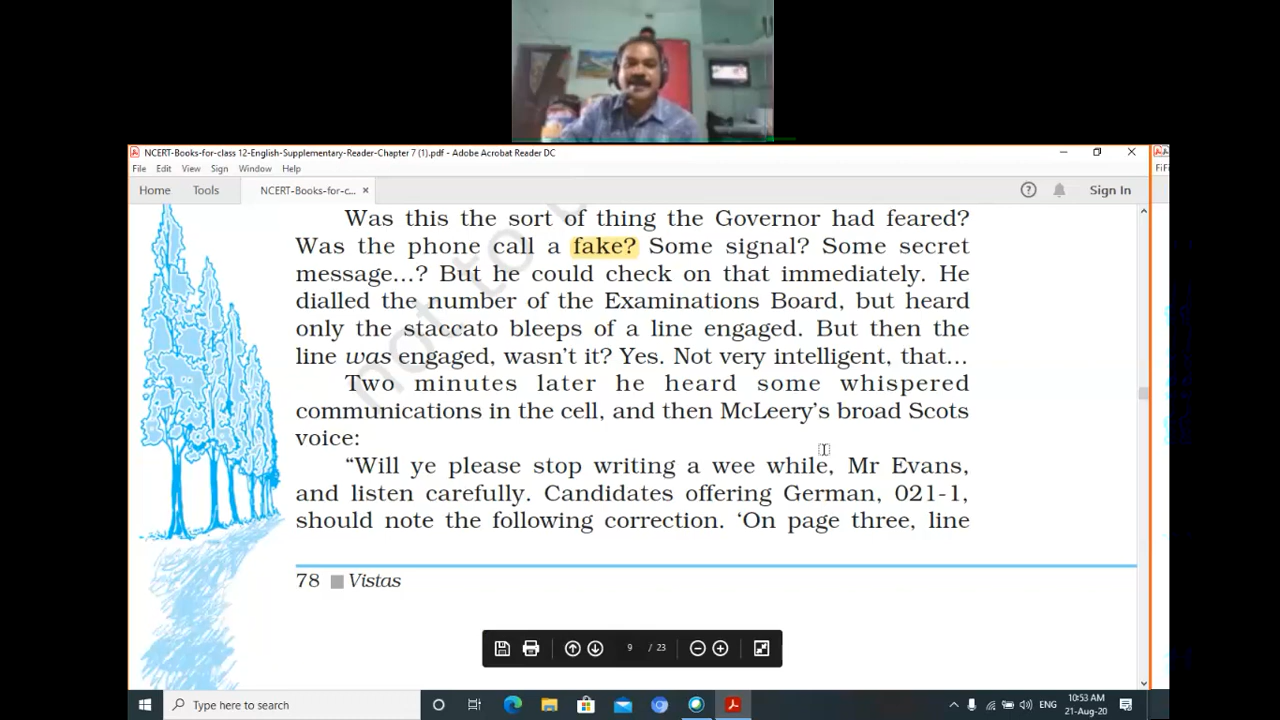 NCERT-Books-for-class 12-English-Supplementary-Reader-Chapter 7 (1).pdf - Adobe Acrobat Reader DC
File Edit View Sign Window Help
Home Tools NCERT-Books-for-c... × Sign In
FiFi
Was this the sort of thing the Governor had feared?
Was the phone call a fake? Some signal? Some secret
message...? But he could check on that immediately. He
dialled the number of the Examinations Board, but heard
only the staccato bleeps of a line engaged. But then the
line was engaged, wasn't it? Yes. Not very intelligent, that...
Two minutes later he heard some whispered
communications in the cell, and then McLeery's broad Scots
voice:
“Will ye please stop writing a wee while, Mr Evans,
and listen carefully. Candidates offering German, 021-1,
should note the following correction. ‘On page three, line
78 Vistas
not to
9 / 23
Type here to search
ENG
10:53 AM
21-Aug-20